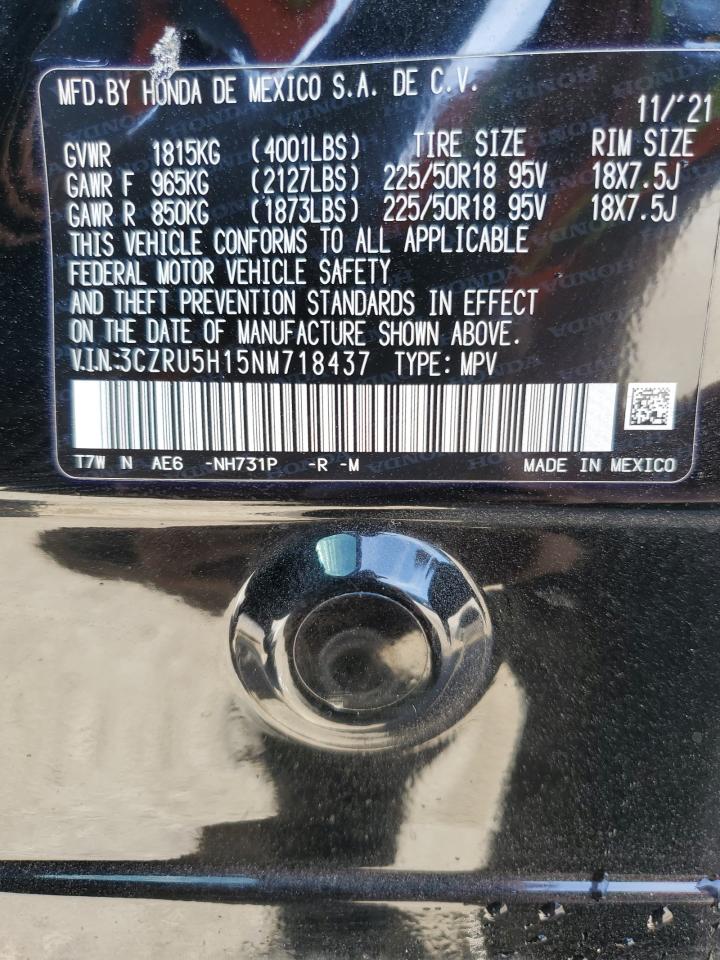 MFD.BY HONDA DE MEXICO S.A. DE C.V.
11/'21
GVWR 1815KG (4001LBS) TIRE SIZE RIM SIZE
GAWR F 965KG (2127LBS) 225/50R18 95V 18X7.5J
GAWR R 850KG (1873LBS) 225/50R18 95V 18X7.5J
THIS VEHICLE CONFORMS TO ALL APPLICABLE
FEDERAL MOTOR VEHICLE SAFETY
AND THEFT PREVENTION STANDARDS IN EFFECT
ON THE DATE OF MANUFACTURE SHOWN ABOVE.
V.I.N:3CZRU5H15NM718437 TYPE: MPV
T7W N AE6 -NH731P -R -M MADE IN MEXICO